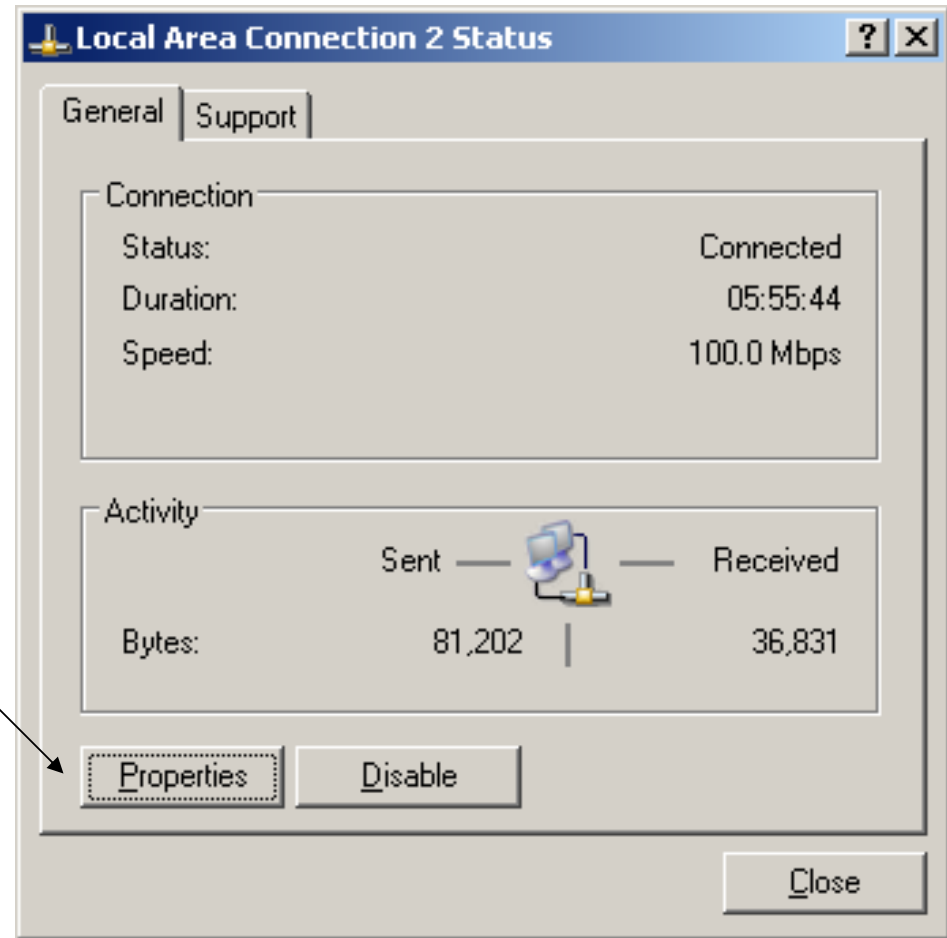 Local Area Connection 2 Status
General Support
Connection
Status: Connected
Duration: 05:55:44
Speed: 100.0 Mbps
Activity
Sent Received
Bytes: 81,202 36,831
Properties Disable
Close